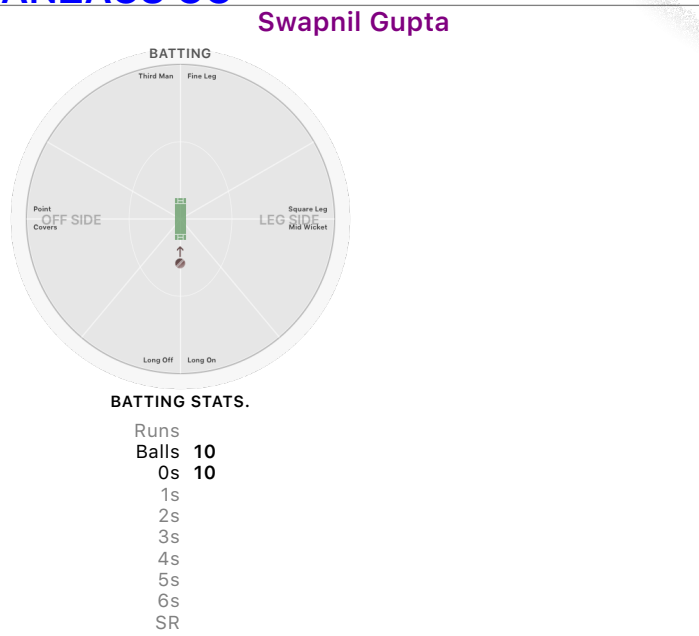 Swapnil Gupta
BATTING
Third Man Fine Leg
Point Square Leg
OFF SIDE LEG SIDE
Covers Mid Wicket
Long Off Long On
BATTING STATS.
Runs
Balls 10
0s 10
1s
2s
3s
4s
5s
6s
SR